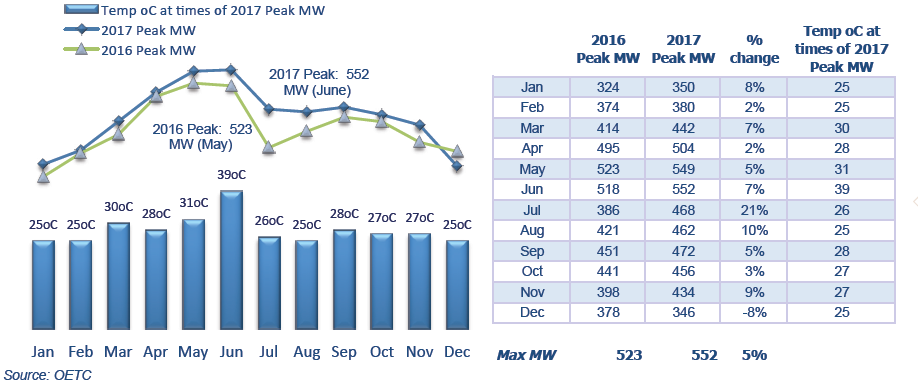 Temp oC at times of 2017 Peak MW
2017 Peak MW
2016 Peak MW
2017 Peak: 552
MW (June)
2016 Peak: 523
MW (May)
25oC 25oC 30oC 28oC 31oC 39oC 26oC 25oC 28oC 27oC 27oC 25oC
Jan Feb Mar Apr May Jun Jul Aug Sep Oct Nov Dec
Source: OETC
2016 Peak MW 2017 Peak MW % change Temp oC at times of 2017 Peak MW
Jan 324 350 8% 25
Feb 374 380 2% 25
Mar 414 442 7% 30
Apr 495 504 2% 28
May 523 549 5% 31
Jun 518 552 7% 39
Jul 386 468 21% 26
Aug 421 462 10% 25
Sep 451 472 5% 28
Oct 441 456 3% 27
Nov 398 434 9% 27
Dec 378 346 -8% 25
Max MW 523 552 5%